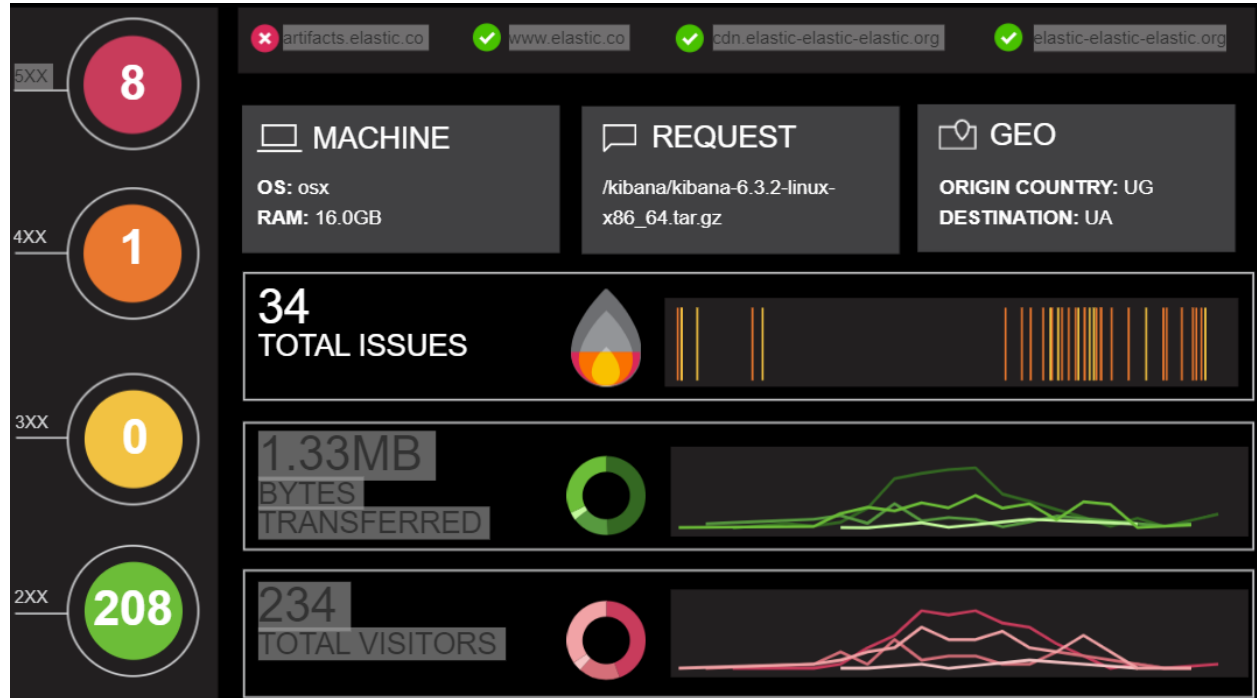 artifacts.elastic.co
www.elastic.co
cdn.elastic-elastic-elastic.org
elastic-elastic-elastic.org
5XX
8
4XX
1
3XX
0
2XX
208
MACHINE
OS: osx
RAM: 16.0GB
REQUEST
/kibana/kibana-6.3.2-linux-
x86_64.tar.gz
GEO
ORIGIN COUNTRY: UG
DESTINATION: UA
34
TOTAL ISSUES
1.33MB
BYTES
TRANSFERRED
234
TOTAL VISITORS